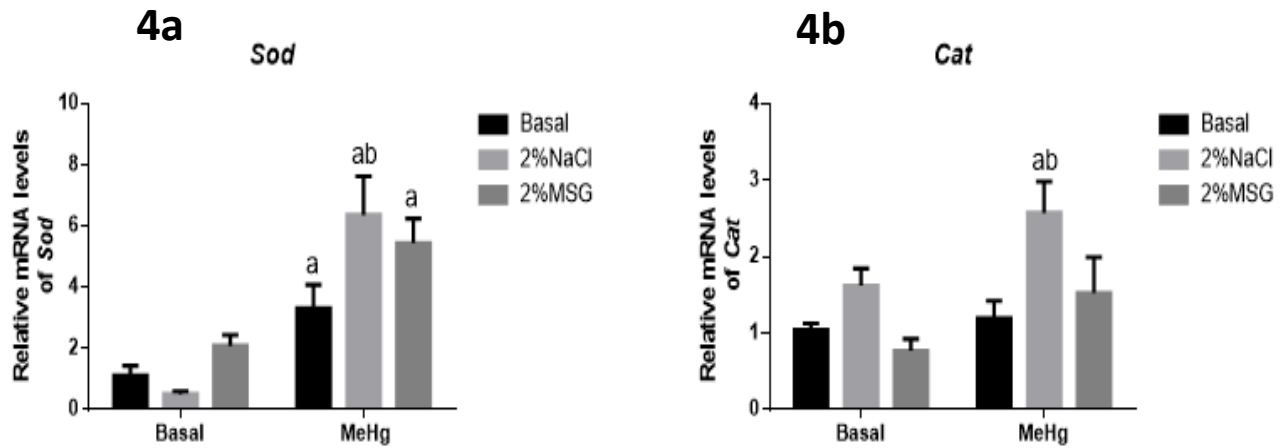 4a
Sod
Relative mRNA levels
of Sod
10
8
6
4
2
0
a
ab
a
Basal
MeHg
Basal
2%NaCl
2%MSG
4b
Cat
Relative mRNA levels
of Cat
4
3
2
1
0
ab
Basal
MeHg
Basal
2%NaCl
2%MSG